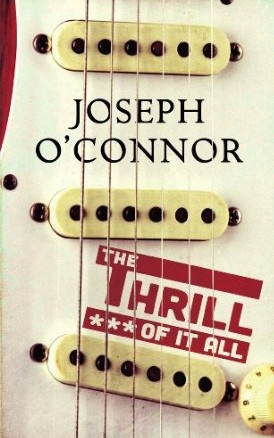 JOSEPH
O'CONNOR
THE
THRILL
*** OF IT ALL